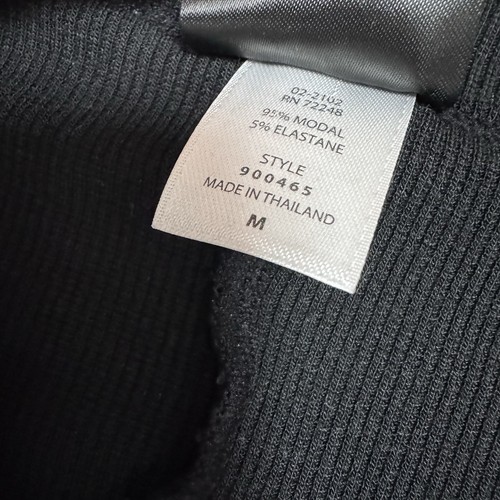 02-2102
RN 72248
95% MODAL
5% ELASTANE
STYLE
900465
MADE IN THAILAND
M